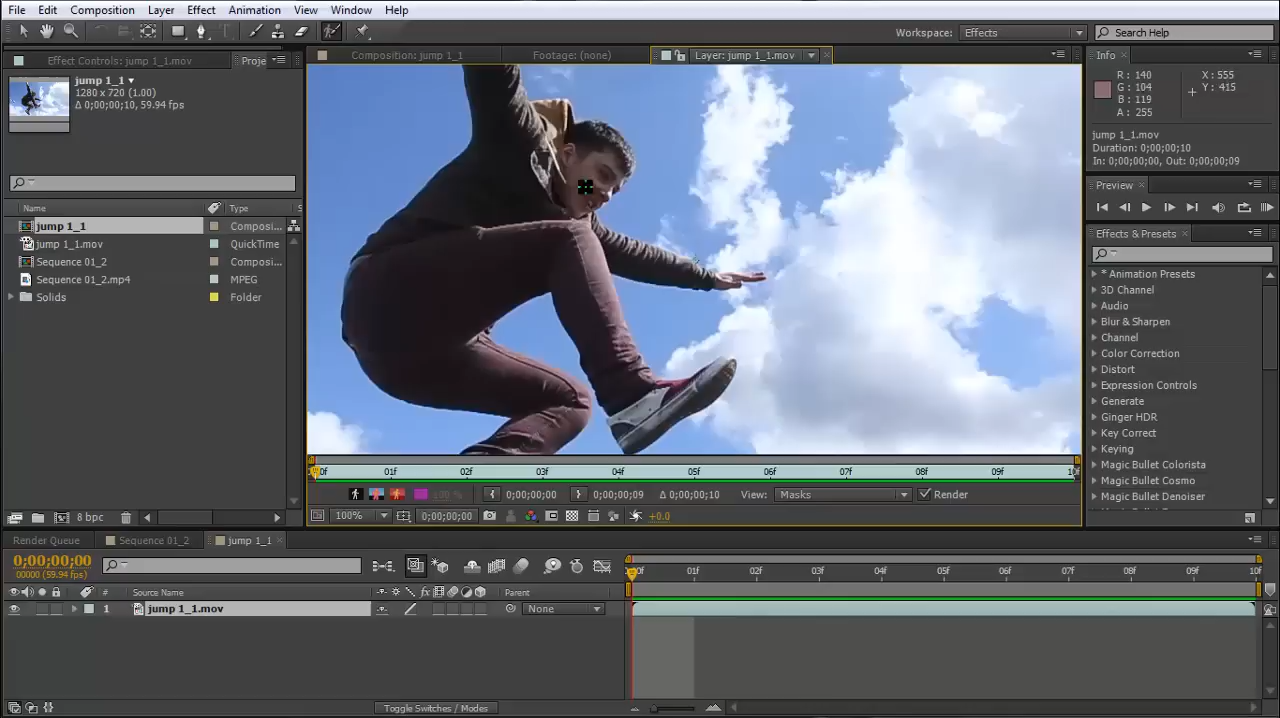 File Edit Composition Layer Effect Animation View Window Help
Workspace: Effects Search Help
Effect Controls: jump_1_1.mov Proje
jump 1_1
1280 x 720 (1.00)
Δ 0;00;00;10, 59.94 fps
Name Type S
jump 1_1 Composi...
jump 1_1.mov QuickTime
Sequence 01_2 Composi...
Sequence 01_2.mp4 MPEG
Solids Folder
8 bpc
Composition: jump 1_1 Footage: (none) Layer: jump 1_1.mov
01f 02f 03f 04f 05f 06f 07f 08f 09f 10
100 % 0;00;00;00 0;00;00;09 Δ 0;00;00;10 View: Masks Render
100% 0;00;00;00 +0.0
Info
R : 140 X : 555
G : 104 Y : 415
B : 119
A : 255
jump 1_1.mov
Duration: 0;00;00;10
In: 0;00;00;00, Out: 0;00;00;09
Preview
Effects & Presets
* Animation Presets
3D Channel
Audio
Blur & Sharpen
Channel
Color Correction
Distort
Expression Controls
Generate
Ginger HDR
Key Correct
Keying
Magic Bullet Colorista
Magic Bullet Cosmo
Magic Bullet Denoiser
Render Queue Sequence 01_2 jump 1_1
0;00;00;00
00000 (59.94 fps)
# Source Name fx Parent
1 jump 1_1.mov None
01f 02f 03f 04f 05f 06f 07f 08f 09f 10f
Toggle Switches / Modes